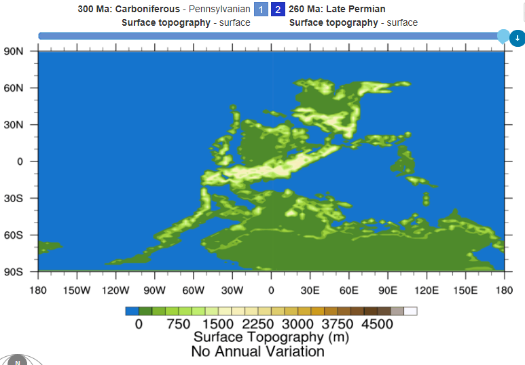 300 Ma: Carboniferous - Pennsylvanian 1 2 260 Ma: Late Permian
Surface topography - surface Surface topography - surface
90N
60N
30N
0
30S
60S
90S
180 150W 120W 90W 60W 30W 0 30E 60E 90E 120E 150E 180
0 750 1500 2250 3000 3750 4500
Surface Topography (m)
No Annual Variation
N